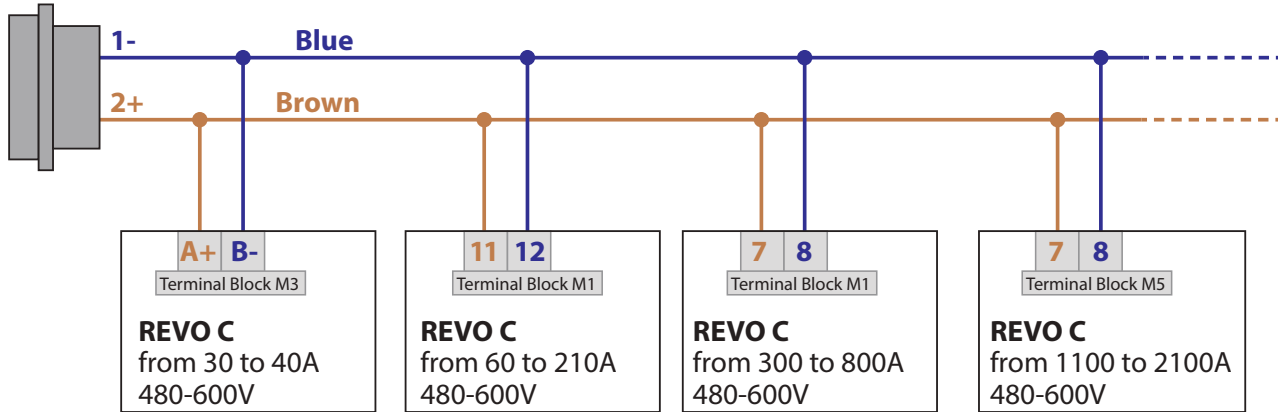 1-
Blue
2+
Brown
A+ B-
Terminal Block M3
REVO C
from 30 to 40A
480-600V
11 12
Terminal Block M1
REVO C
from 60 to 210A
480-600V
7 8
Terminal Block M1
REVO C
from 300 to 800A
480-600V
7 8
Terminal Block M5
REVO C
from 1100 to 2100A
480-600V